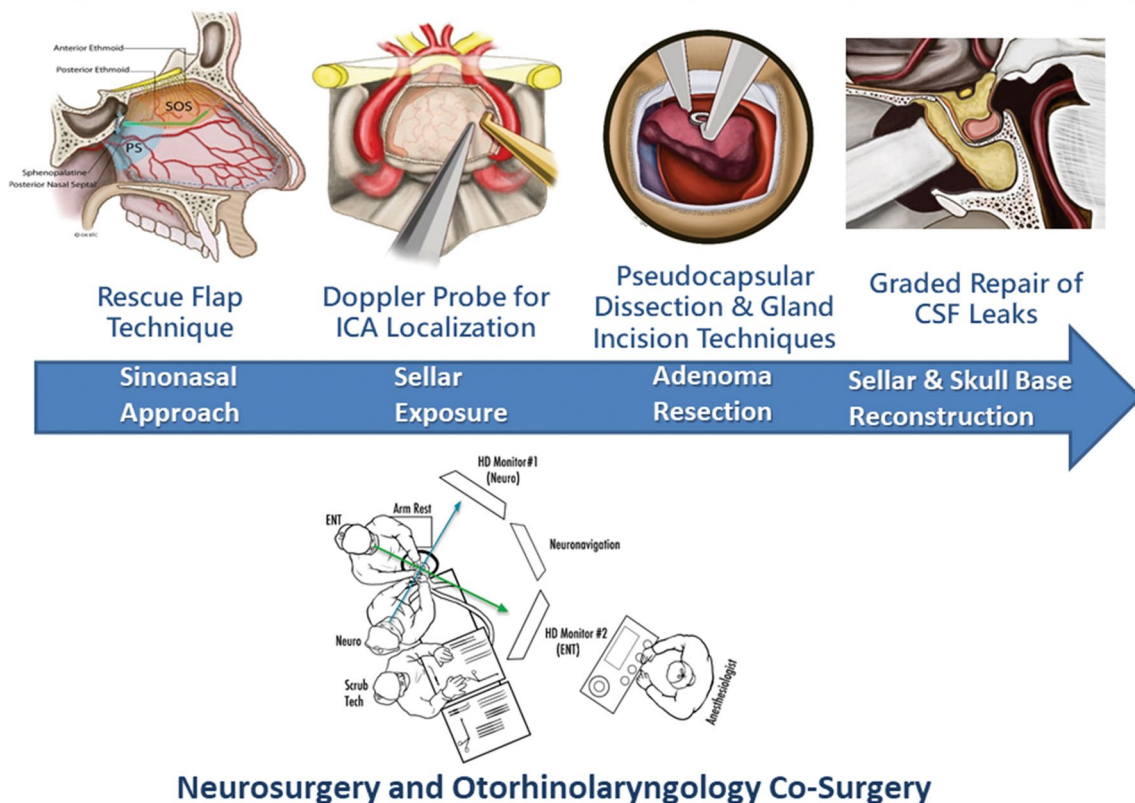 Anterior Ethmoid
Posterior Ethmoid
SOS
PS
Sphenopalatine
Posterior Nasal Septal
Rescue Flap
Technique
Doppler Probe for
ICA Localization
Pseudocapsular
Dissection & Gland
Incision Techniques
Graded Repair of
CSF Leaks
Sinonasal
Approach
Sellar
Exposure
Adenoma
Resection
Sellar & Skull Base
Reconstruction
HD Monitor#1
(Neuro)
Arm Rest
ENT
Neuronavigation
Neuro
HD Monitor #2
(ENT)
Scrub
Tech
Anesthesiologist
Neurosurgery and Otorhinolaryngology Co-Surgery